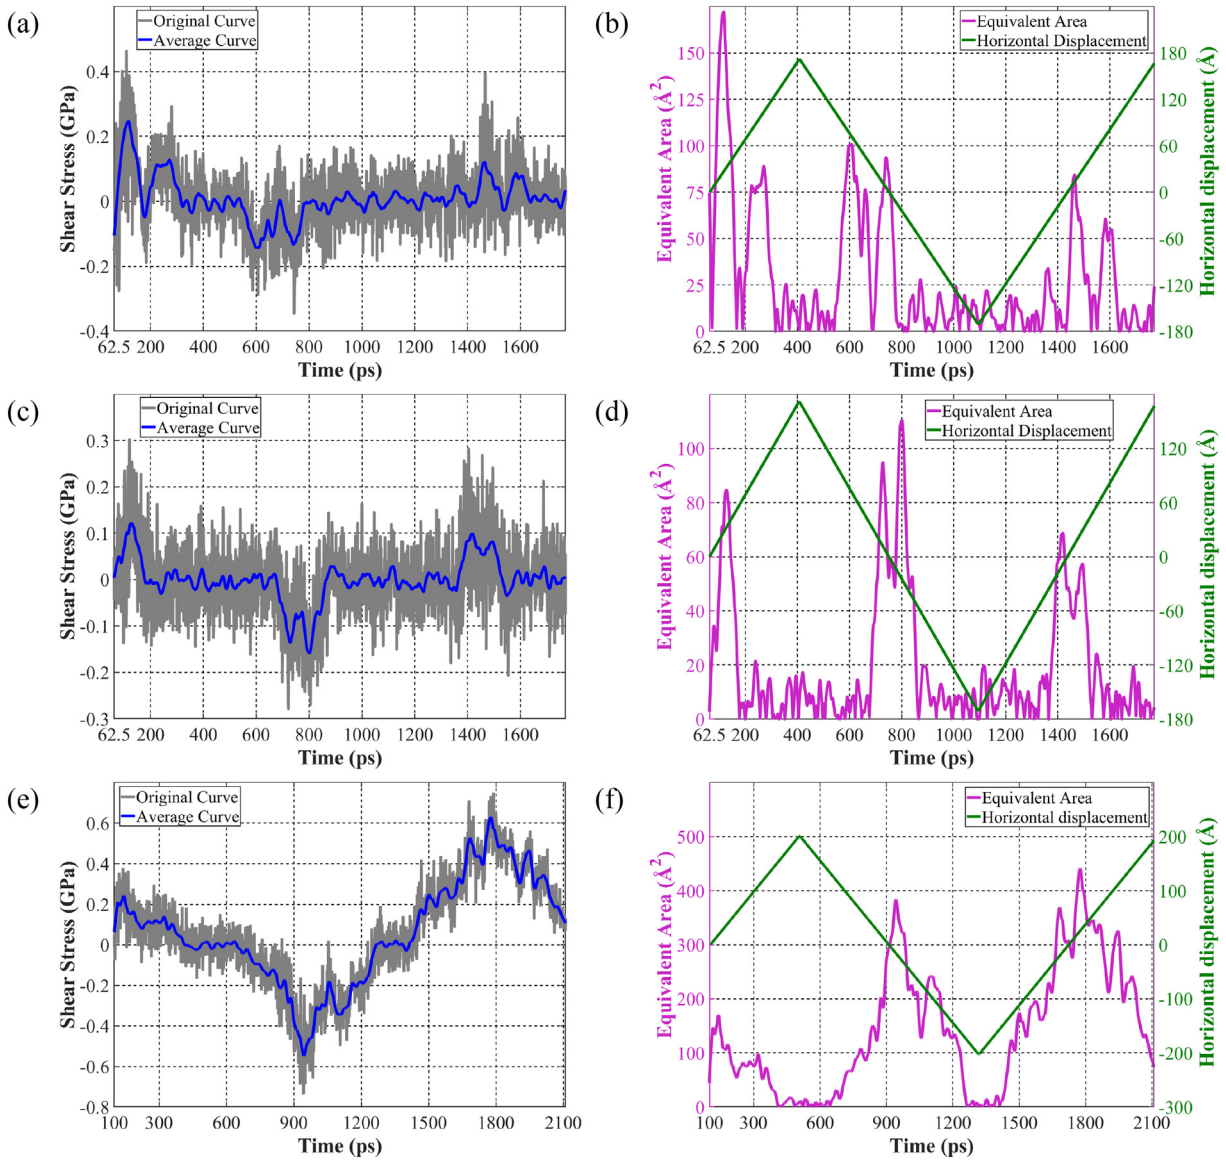 (a)
Original Curve
Average Curve
Shear Stress (GPa)
0.4
0.2
0
-0.2
-0.4
62.5 200 400 600 800 1000 1200 1400 1600
Time (ps)
(b)
Equivalent Area
Horizontal Displacement
Equivalent Area (Å²)
150
125
100
75
50
25
0
Horizontal displacement (Å)
180
120
60
0
-60
-120
-180
62.5 200 400 600 800 1000 1200 1400 1600
Time (ps)
(c)
Original Curve
Average Curve
Shear Stress (GPa)
0.3
0.2
0.1
0
-0.1
-0.2
-0.3
62.5 200 400 600 800 1000 1200 1400 1600
Time (ps)
(d)
Equivalent Area
Horizontal Displacement
Equivalent Area (Å²)
100
80
60
40
20
0
Horizontal displacement (Å)
120
60
0
-60
-120
-180
62.5 200 400 600 800 1000 1200 1400 1600
Time (ps)
(e)
Original Curve
Average Curve
Shear Stress (GPa)
0.6
0.4
0.2
0
-0.2
-0.4
-0.6
-0.8
100 300 600 900 1200 1500 1800 2100
Time (ps)
(f)
Equivalent Area
Horizontal displacement
Equivalent Area (Å²)
500
400
300
200
100
0
Horizontal displacement (Å)
200
100
0
-100
-200
-300
100 300 600 900 1200 1500 1800 2100
Time (ps)